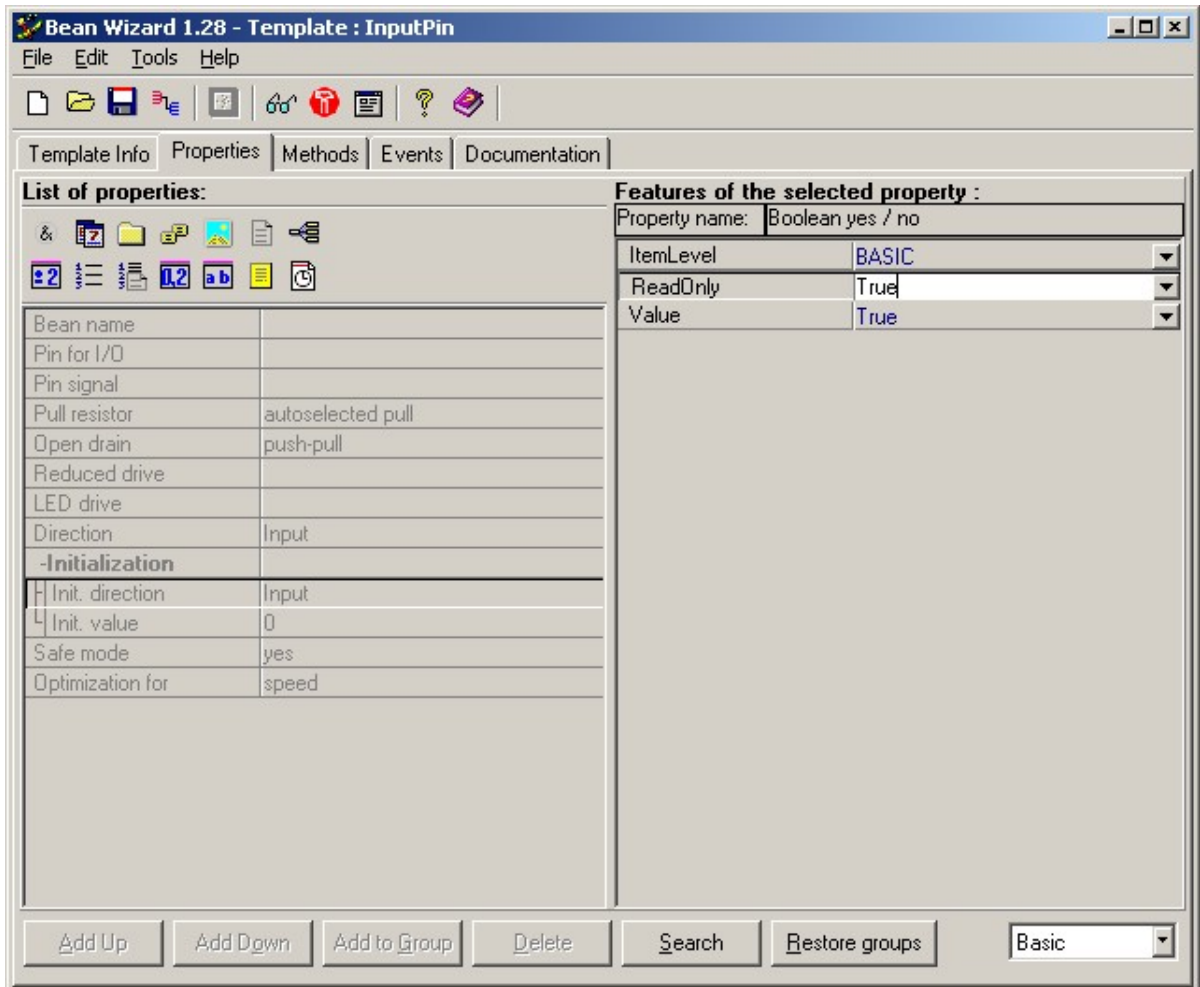 Bean Wizard 1.28 - Template : InputPin
File Edit Tools Help
Template Info Properties Methods Events Documentation
List of properties:
Bean name
Pin for I/O
Pin signal
Pull resistor autoselected pull
Open drain push-pull
Reduced drive
LED drive
Direction Input
-Initialization
Init. direction Input
Init. value 0
Safe mode yes
Optimization for speed
Features of the selected property :
Property name: Boolean yes / no
ItemLevel BASIC
ReadOnly True
Value True
Add Up Add Down Add to Group Delete Search Restore groups Basic